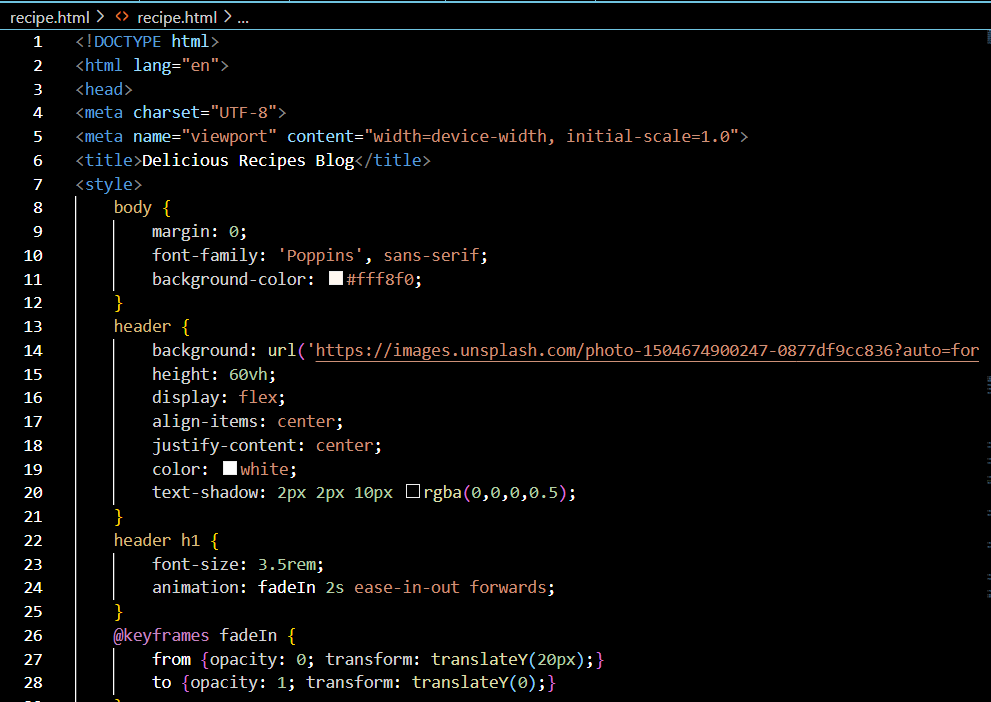 recipe.html > <> recipe.html > ...
1 <!DOCTYPE html>
2 <html lang="en">
3 <head>
4 <meta charset="UTF-8">
5 <meta name="viewport" content="width=device-width, initial-scale=1.0">
6 <title>Delicious Recipes Blog</title>
7 <style>
8     body {
9         margin: 0;
10         font-family: 'Poppins', sans-serif;
11         background-color: #fff8f0;
12     }
13     header {
14         background: url('https://images.unsplash.com/photo-1504674900247-0877df9cc836?auto=for
15         height: 60vh;
16         display: flex;
17         align-items: center;
18         justify-content: center;
19         color: white;
20         text-shadow: 2px 2px 10px rgba(0,0,0,0.5);
21     }
22     header h1 {
23         font-size: 3.5rem;
24         animation: fadeIn 2s ease-in-out forwards;
25     }
26     @keyframes fadeIn {
27         from {opacity: 0; transform: translateY(20px);}
28         to {opacity: 1; transform: translateY(0);}